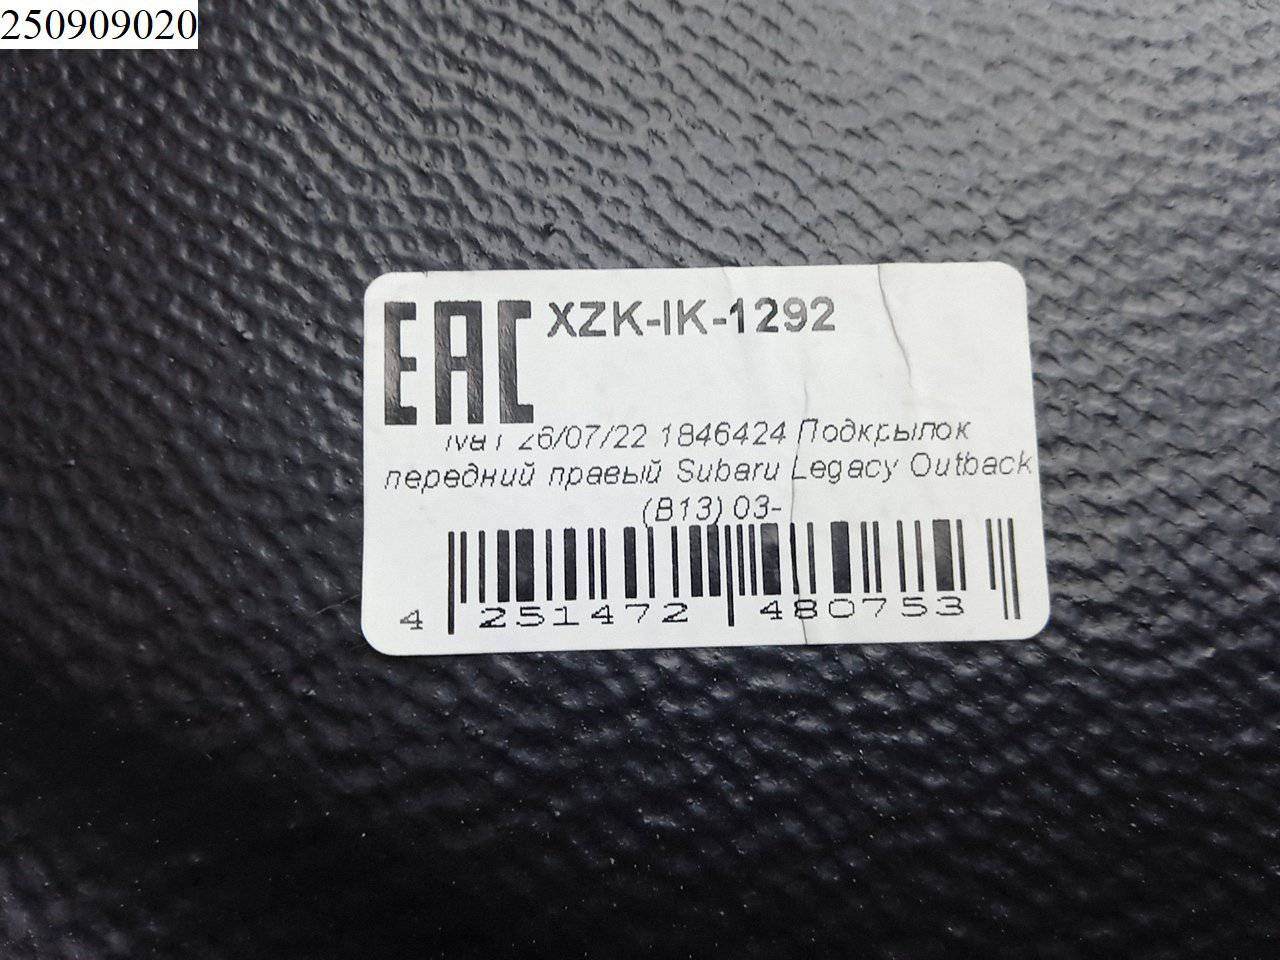 250909020
EAC XZK-IK-1292
26/07/22 1846424 Подкрылок
передний правый Subaru Legacy Outback
(B13) 03-
4 251472 480753